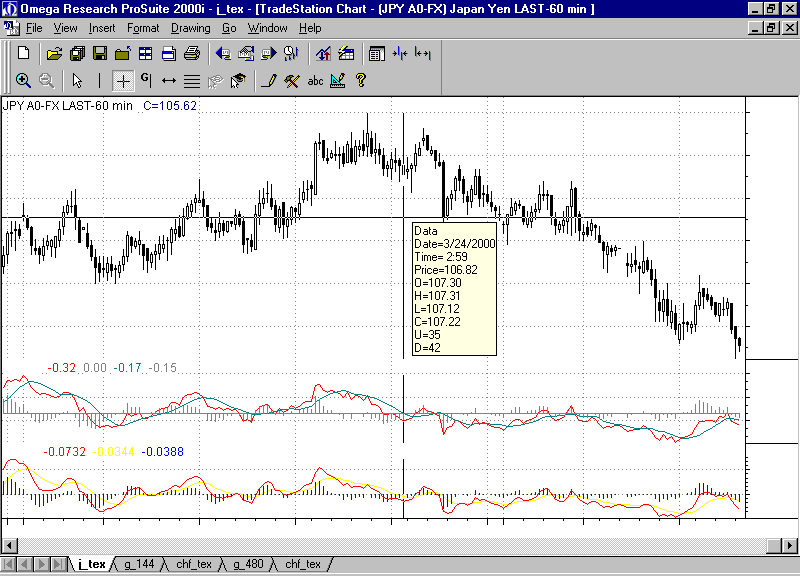 Omega Research ProSuite 2000i - j_tex - [TradeStation Chart - (JPY A0-FX) Japan Yen LAST-60 min ]
File View Insert Format Drawing Go Window Help
G
abc
JPY A0-FX LAST-60 min C=105.62
Data
Date=3/24/2000
Time= 2:59
Price=106.82
O=107.30
H=107.31
L=107.12
C=107.22
U=35
D=42
-0.32 0.00 -0.17 -0.15
-0.0732 -0.0344 -0.0388
j_tex g_144 chf_tex g_480 chf_tex